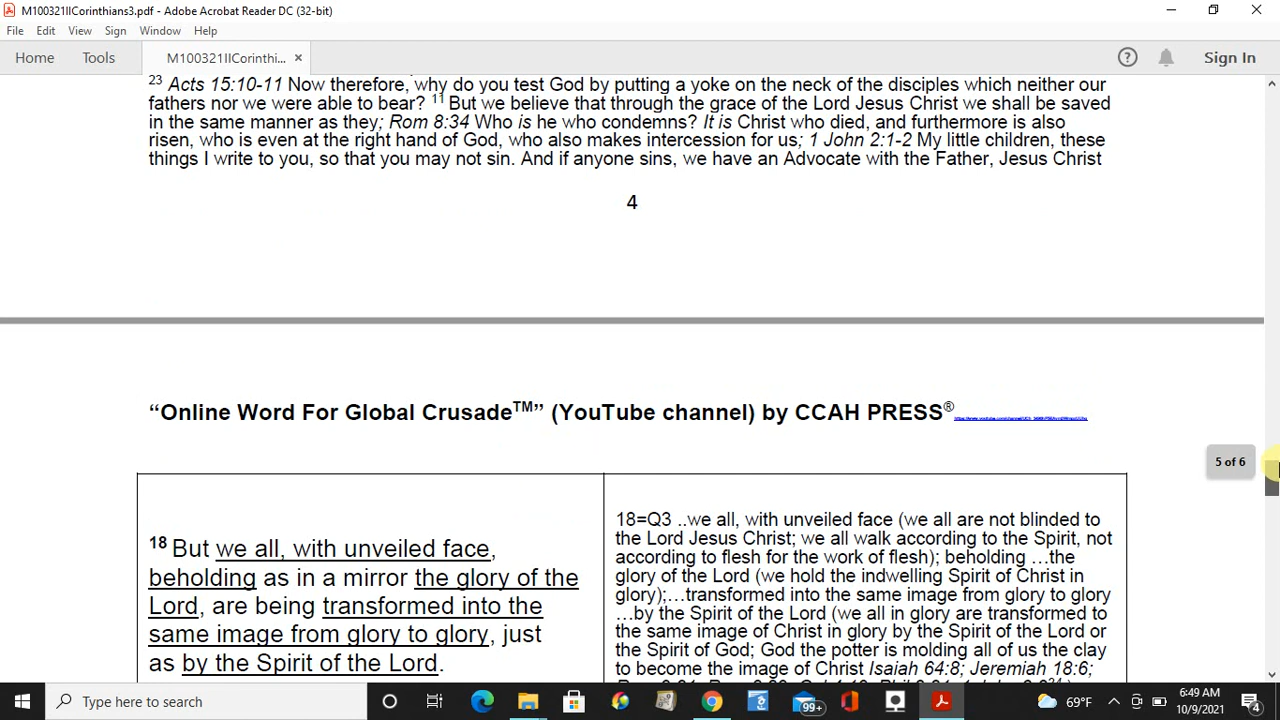 M100321IICorinthians3.pdf - Adobe Acrobat Reader DC (32-bit)
File Edit View Sign Window Help
Home Tools M100321IICorinthi... × Sign In
23 Acts 15:10-11 Now therefore, why do you test God by putting a yoke on the neck of the disciples which neither our
fathers nor we were able to bear? 11 But we believe that through the grace of the Lord Jesus Christ we shall be saved
in the same manner as they; Rom 8:34 Who is he who condemns? It is Christ who died, and furthermore is also
risen, who is even at the right hand of God, who also makes intercession for us; 1 John 2:1-2 My little children, these
things I write to you, so that you may not sin. And if anyone sins, we have an Advocate with the Father, Jesus Christ
4
“Online Word For Global Crusade™” (YouTube channel) by CCAH PRESS®
5 of 6
18 But we all, with unveiled face,
beholding as in a mirror the glory of the
Lord, are being transformed into the
same image from glory to glory, just
as by the Spirit of the Lord.
18=Q3 ..we all, with unveiled face (we all are not blinded to
the Lord Jesus Christ; we all walk according to the Spirit, not
according to flesh for the work of flesh); beholding ...the
glory of the Lord (we hold the indwelling Spirit of Christ in
glory);...transformed into the same image from glory to glory
...by the Spirit of the Lord (we all in glory are transformed to
the same image of Christ in glory by the Spirit of the Lord or
the Spirit of God; God the potter is molding all of us the clay
to become the image of Christ Isaiah 64:8; Jeremiah 18:6;
Type here to search
99+
69°F
6:49 AM
10/9/2021
4